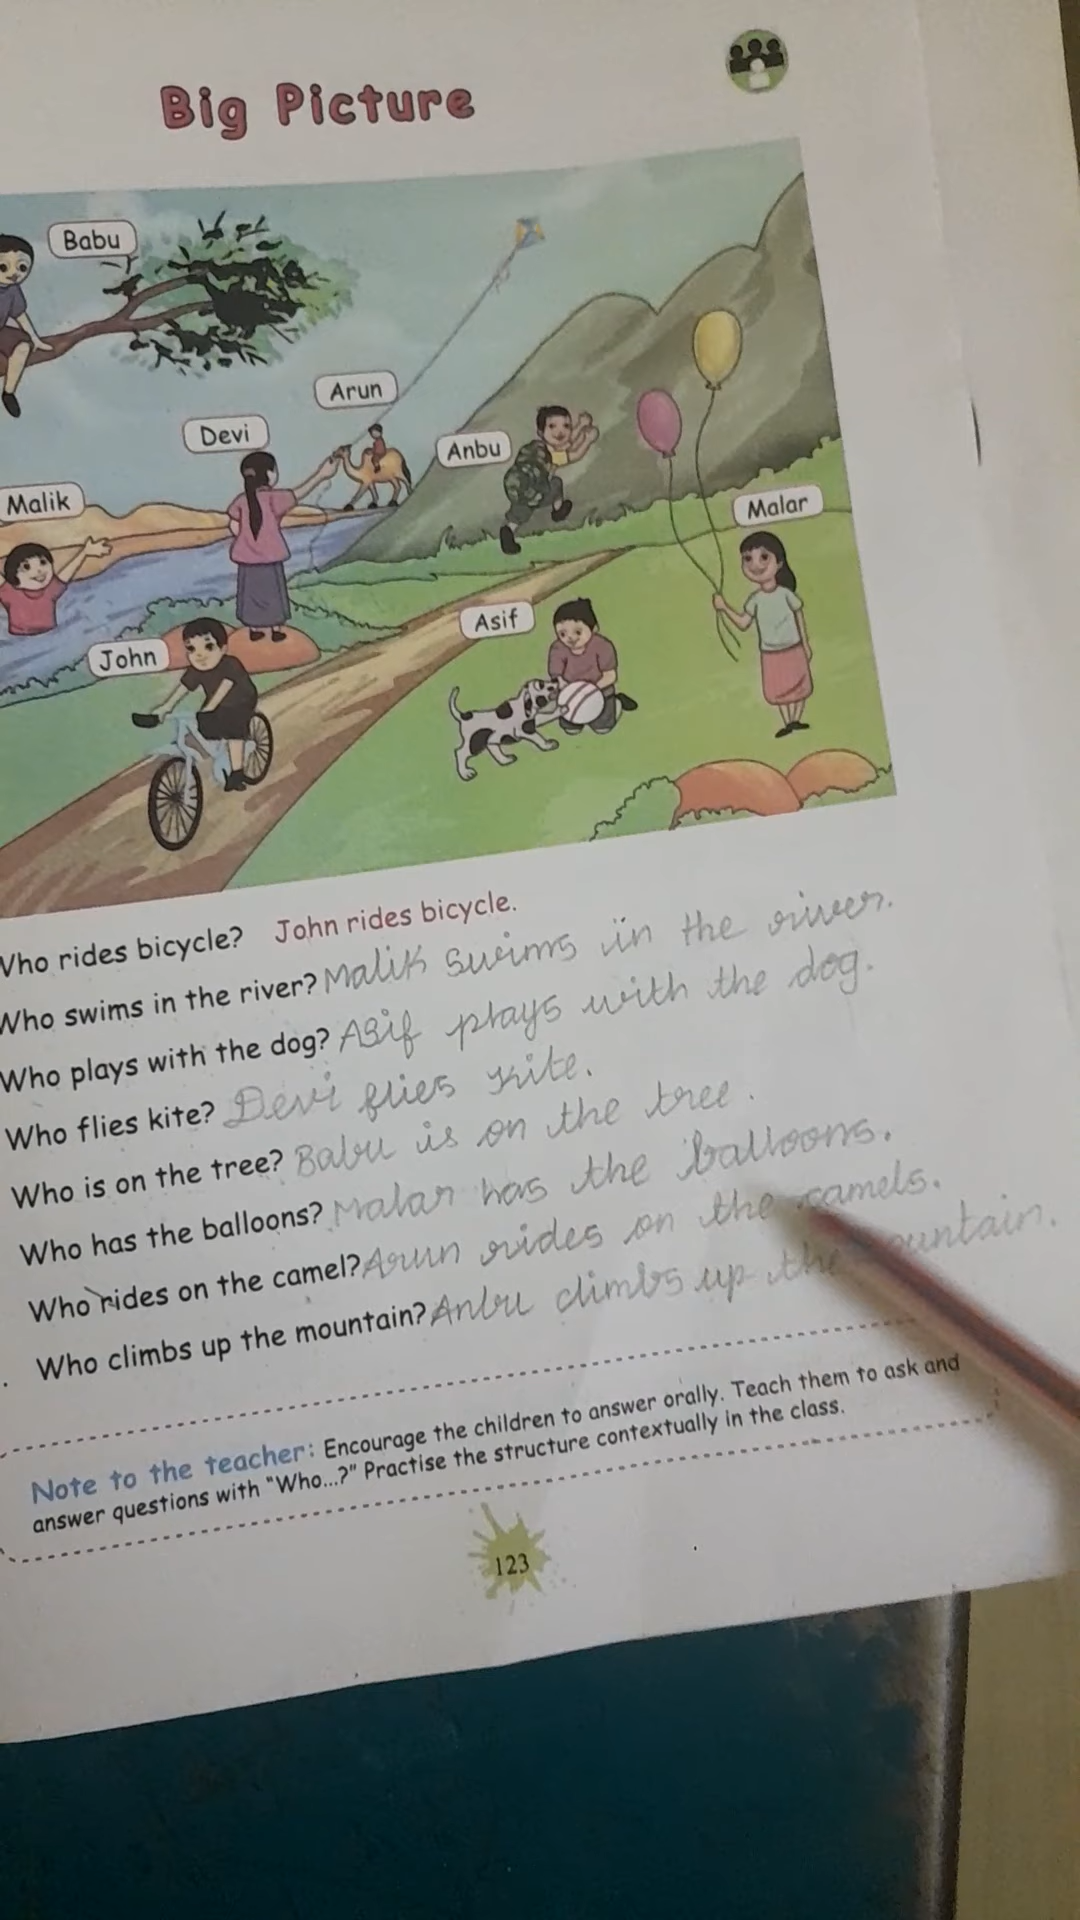 Big Picture
Babu
Arun
Devi
Anbu
Malik
Malar
Asif
John
Who rides bicycle? John rides bicycle.
Who swims in the river? Malik swims in the river.
Who plays with the dog? Asif plays with the dog.
Who flies kite? Devi flies kite.
Who is on the tree? Babu is on the tree.
Who has the balloons? Malar has the balloons.
Who rides on the camel? Arun rides on the camels.
Who climbs up the mountain? Anbu climbs up the mountain.
Note to the teacher: Encourage the children to answer orally. Teach them to ask and
answer questions with "Who...?" Practise the structure contextually in the class.
123